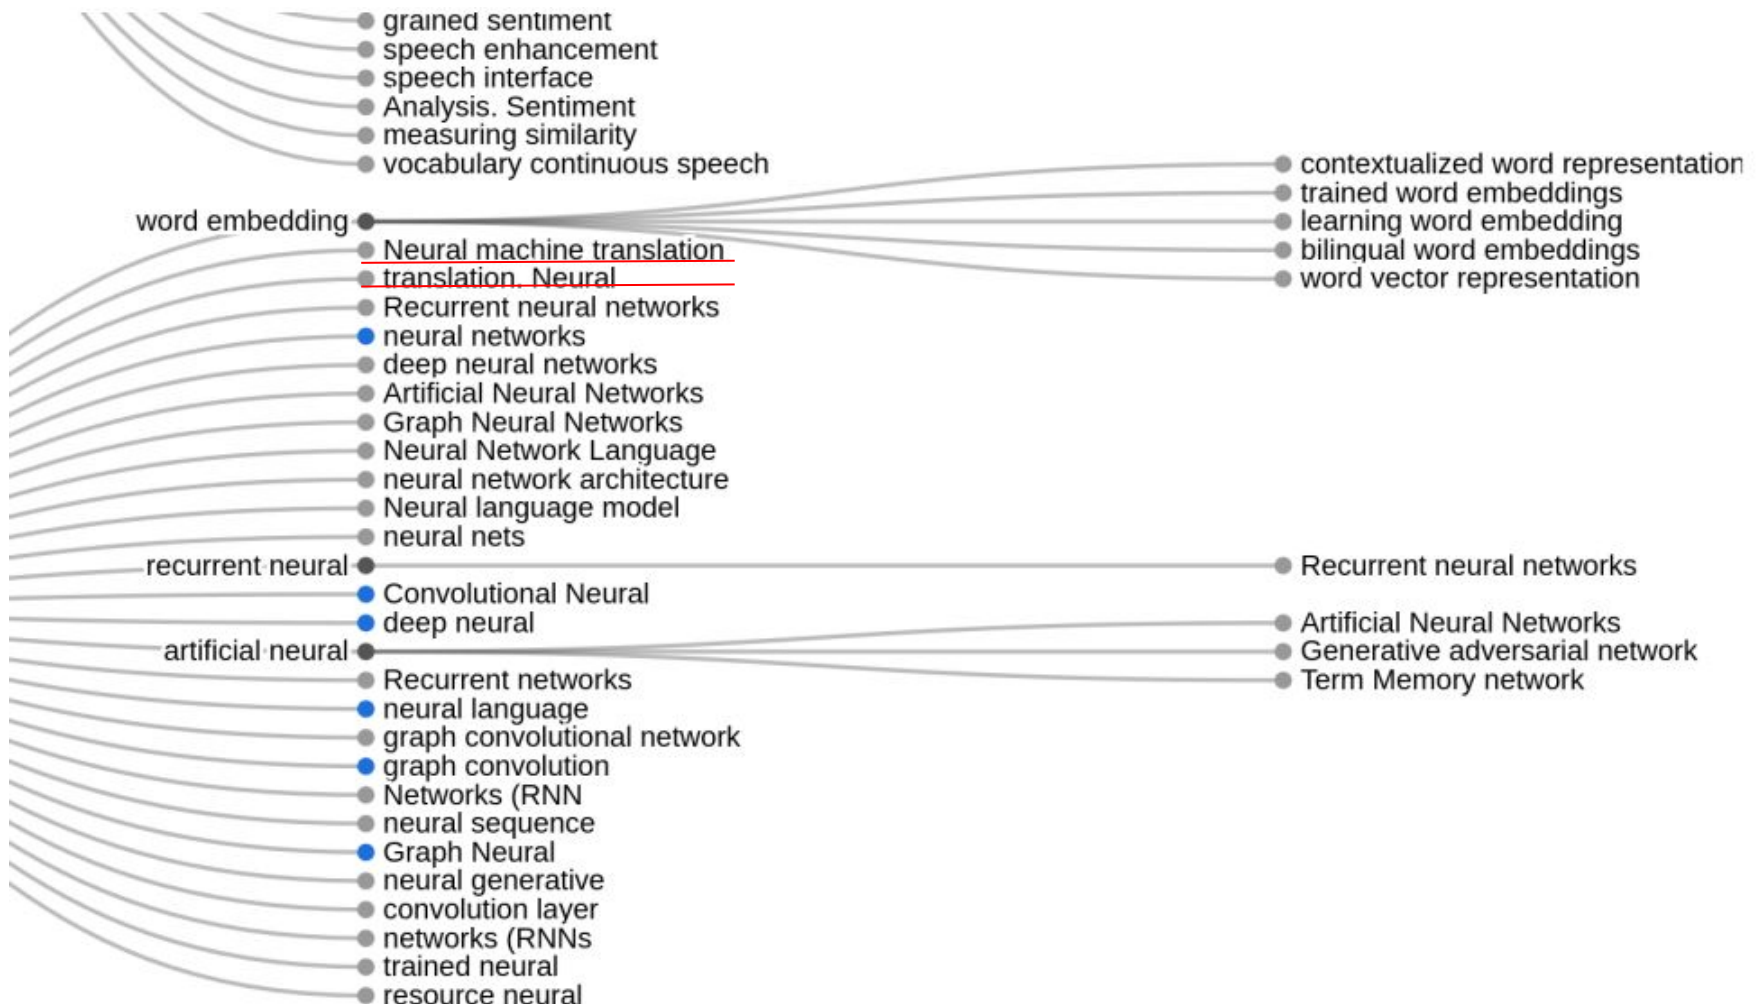 grained sentiment
speech enhancement
speech interface
Analysis. Sentiment
measuring similarity
vocabulary continuous speech
contextualized word representation
trained word embeddings
word embedding
learning word embedding
Neural machine translation
bilingual word embeddings
translation. Neural
word vector representation
Recurrent neural networks
neural networks
deep neural networks
Artificial Neural Networks
Graph Neural Networks
Neural Network Language
neural network architecture
Neural language model
neural nets
recurrent neural
Recurrent neural networks
Convolutional Neural
deep neural
Artificial Neural Networks
artificial neural
Generative adversarial network
Recurrent networks
Term Memory network
neural language
graph convolutional network
graph convolution
Networks (RNN
neural sequence
Graph Neural
neural generative
convolution layer
networks (RNNs
trained neural
resource neural